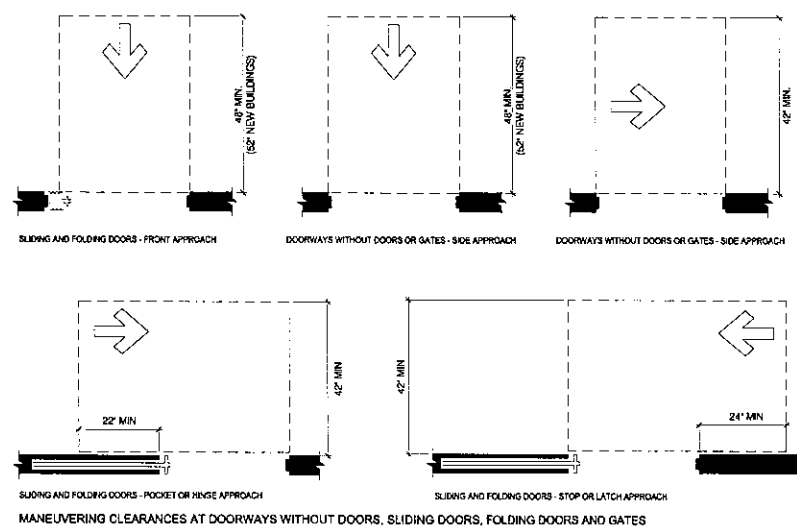 48" MIN.
(52" NEW BUILDINGS)
48" MIN.
(52" NEW BUILDINGS)
42" MIN.
SLIDING AND FOLDING DOORS - FRONT APPROACH
DOORWAYS WITHOUT DOORS OR GATES - SIDE APPROACH
DOORWAYS WITHOUT DOORS OR GATES - SIDE APPROACH
42" MIN
42" MIN
22" MIN
24" MIN
SLIDING AND FOLDING DOORS - POCKET OR HINGE APPROACH
SLIDING AND FOLDING DOORS - STOP OR LATCH APPROACH
MANEUVERING CLEARANCES AT DOORWAYS WITHOUT DOORS, SLIDING DOORS, FOLDING DOORS AND GATES